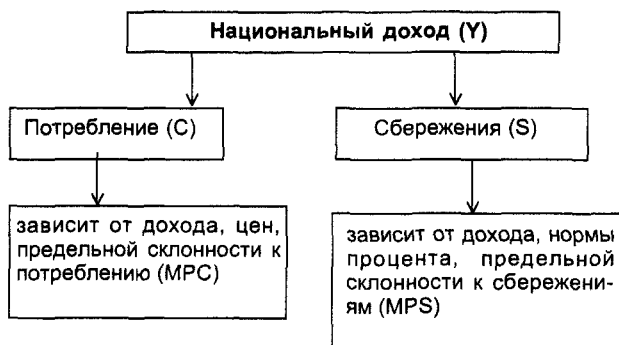 Национальный доход (Y)
Потребление (С)
Сбережения (S)
зависит от дохода, цен,
предельной склонности к
потреблению (MPC)
зависит от дохода, нормы
процента, предельной
склонности к сбережени-
ям (MPS)